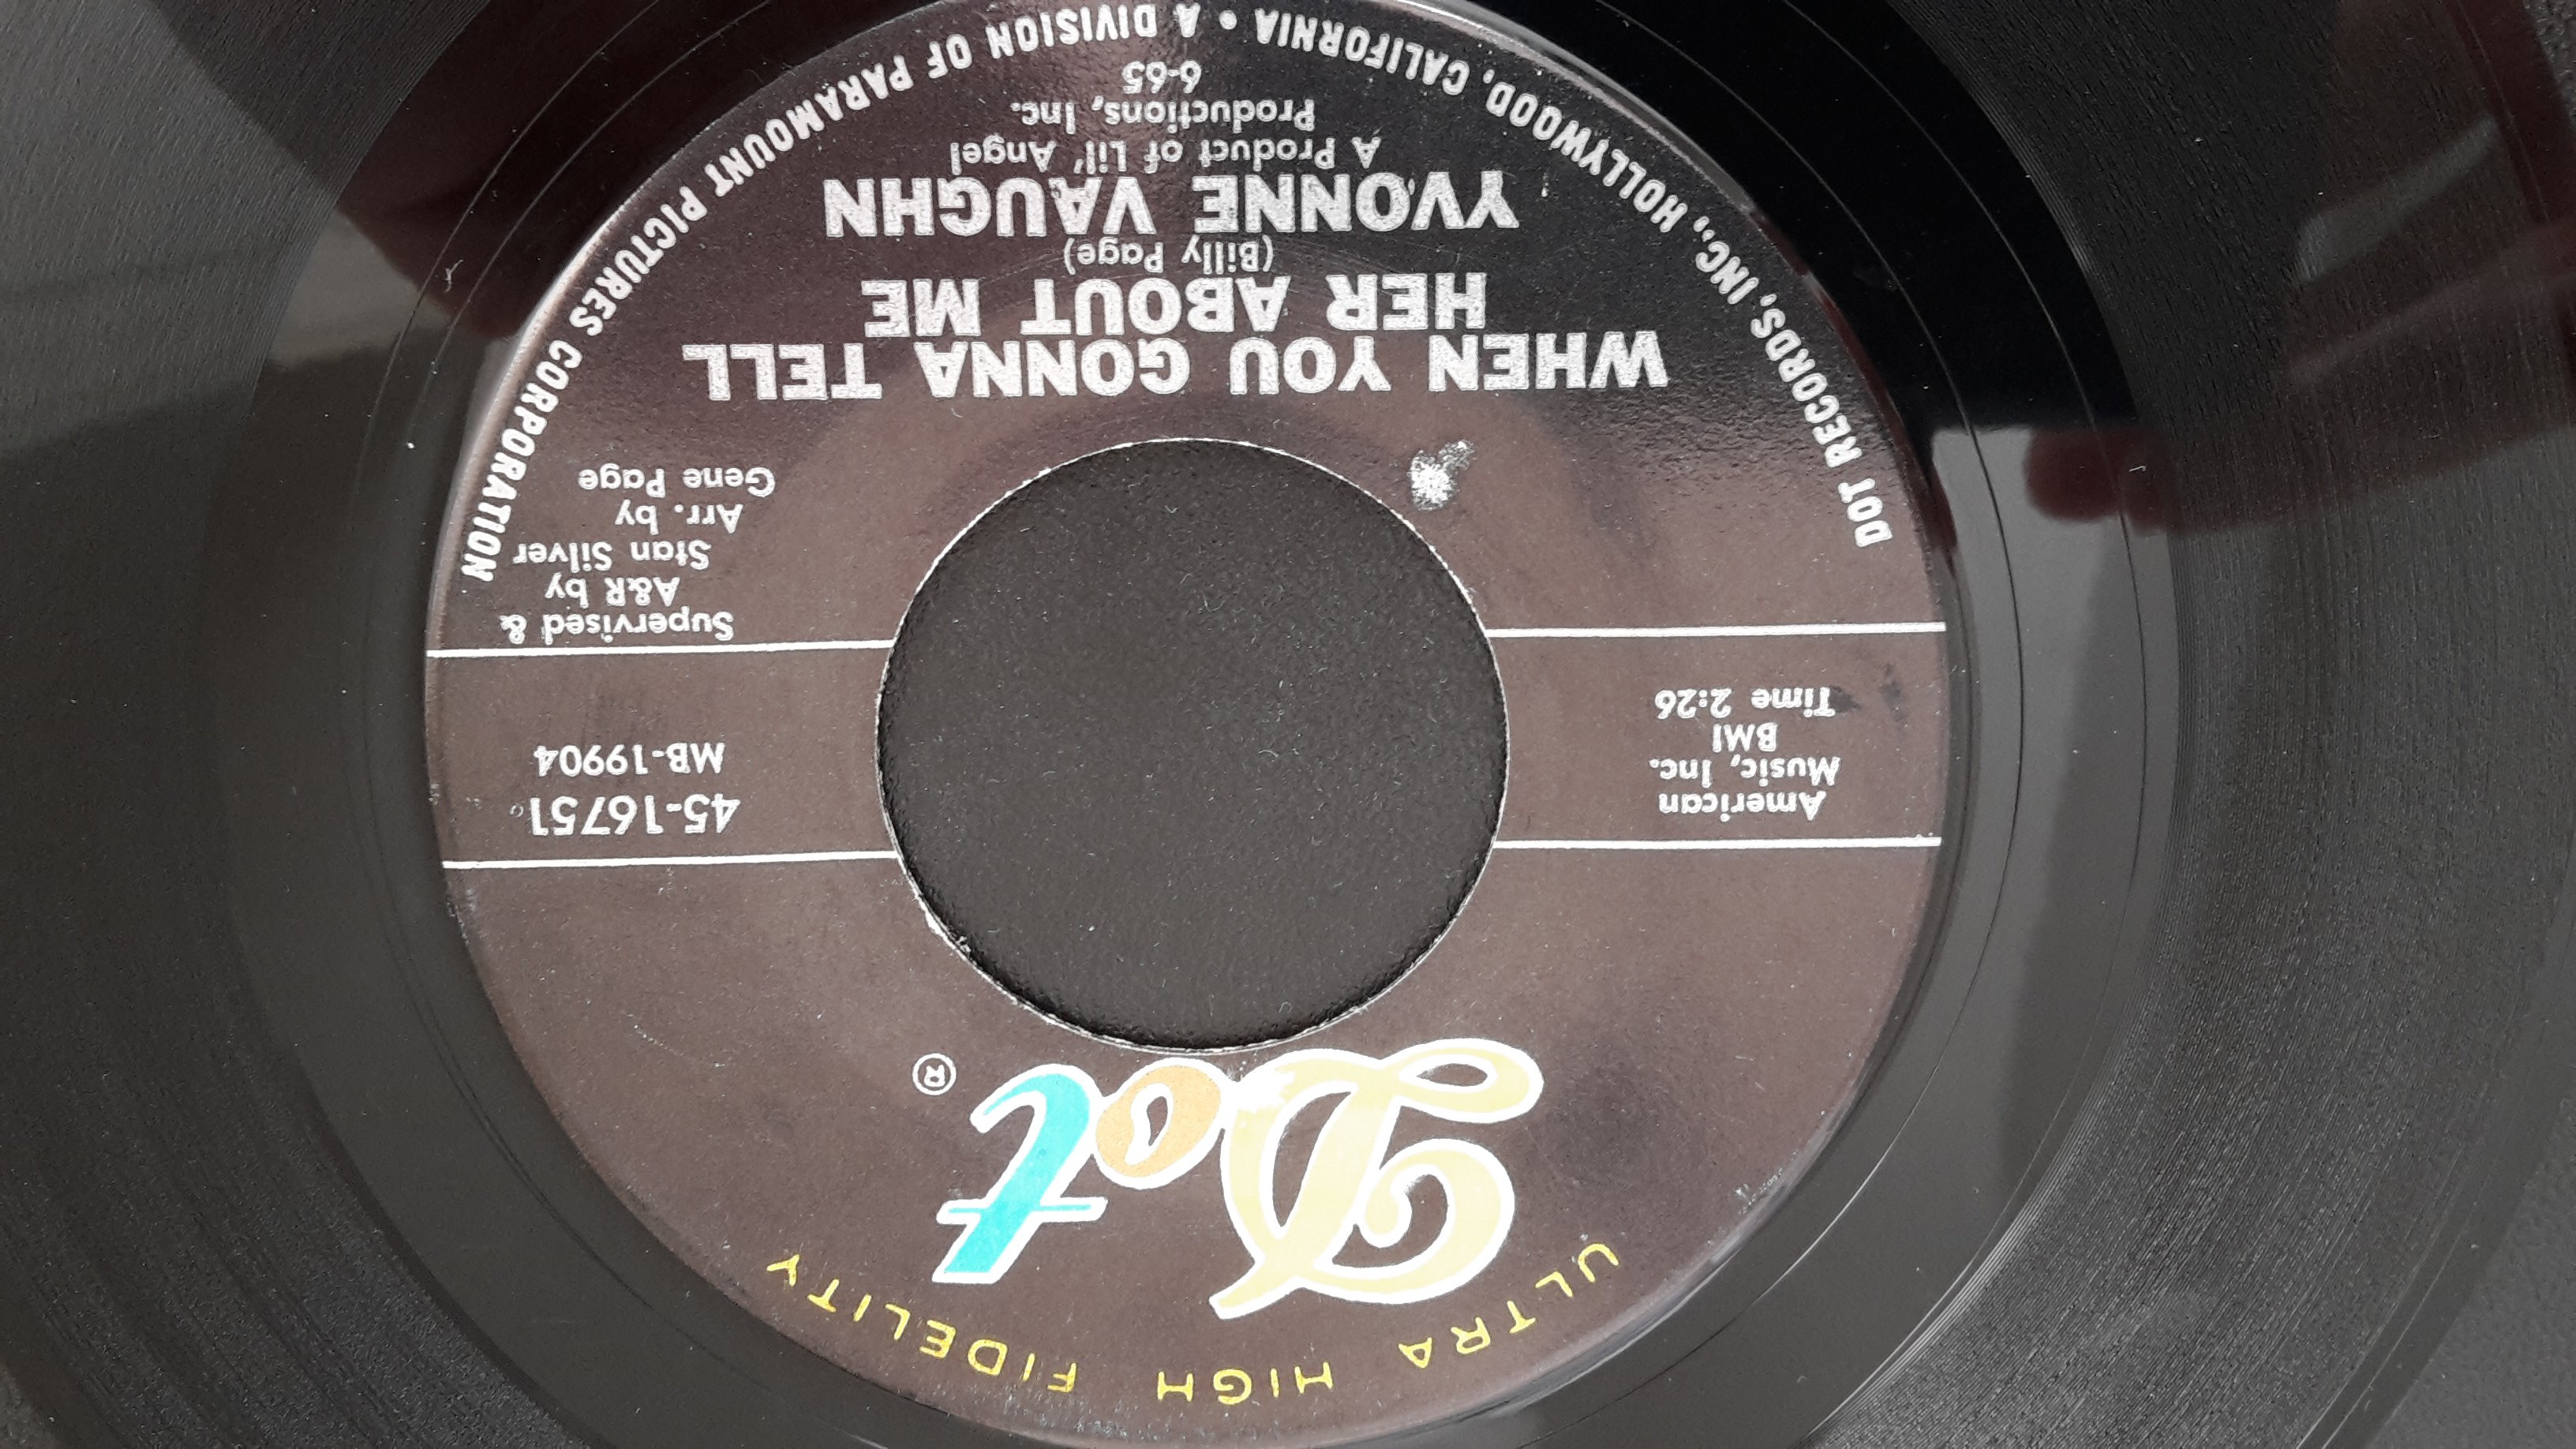 ULTRA HIGH FIDELITY
Dot®
American
Music, Inc.
BMI
Time 2:26
45-16751
MB-19904
Supervised &
A&R by
Stan Silver
Arr. by
Gene Page
WHEN YOU GONNA TELL
HER ABOUT ME
(Billy Page)
YVONNE VAUGHN
A Product of Lil' Angel
Productions, Inc.
6-65
DOT RECORDS, INC., HOLLYWOOD, CALIFORNIA • A DIVISION OF PARAMOUNT PICTURES CORPORATION